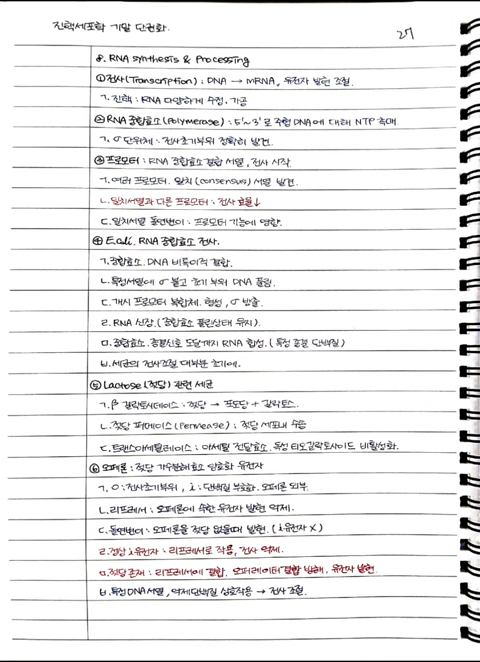 진핵세포학 기말 단권화.
27
8. RNA synthesis & Processing
① 전사(Transcription) : DNA → mRNA, 유전자 발현 조절.
ㄱ. 진핵 : RNA 다양하게 수정. 가공
② RNA 중합효소(Polymerase) : 5'~3'로 주형 DNA에 대해 NTP 촉매
ㄱ. σ 단위체 : 전사초기부위 정확히 발견.
③ 프로모터 : RNA 중합효소 결합 서열, 전사 시작.
ㄱ. 여러 프로모터. 일치(consensus) 서열 발견.
ㄴ. 일치서열과 다른 프로모터 : 전사 효율↓
ㄷ. 일치서열 돌연변이 : 프로모터 기능에 영향.
④ E.coli. RNA 중합효소 전사.
ㄱ. 중합효소. DNA 비특이적 결합.
ㄴ. 특정서열에 σ 붙고 초기 부위 DNA 풀림.
ㄷ. 개시 프로모터 복합체. 형성, σ 방출.
ㄹ. RNA 신장. (중합효소 풀린상태 유지).
ㅁ. 중합효소. 종결신호 도달까지 RNA 합성. (특정 종결 단백질)
ㅂ. 세균의 전사조절 대부분 초기에.
⑤ Lactose (젖당) 관련 세균
ㄱ. β 갈락토시데이스 : 젖당 → 포도당 + 갈락토스.
ㄴ. 젖당 퍼메이스 (Permease) : 젖당 세포내 수송
ㄷ. 트랜스아세틸레이스 : 아세틸 전달효소. 독성 티오갈락토사이드 비활성화.
⑥ 오페론 : 젖당 가수분해효소 암호화 유전자
ㄱ. O : 전사초기부위, i : 단백질 부호화. 오페론 외부.
ㄴ. 리프레서 : 오페론에 속한 유전자 발현 억제.
ㄷ. 돌연변이 : 오페론을 젖당 없을때 발현. (i 유전자 X)
ㄹ. 정상 i 유전자 : 리프레서로 작용, 전사 억제.
ㅁ. 젖당 존재 : 리프레서에 결합. 오퍼레이터 결합 방해. 유전자 발현.
ㅂ. 특정 DNA 서열, 억제단백질 상호작용 → 전사 조절.